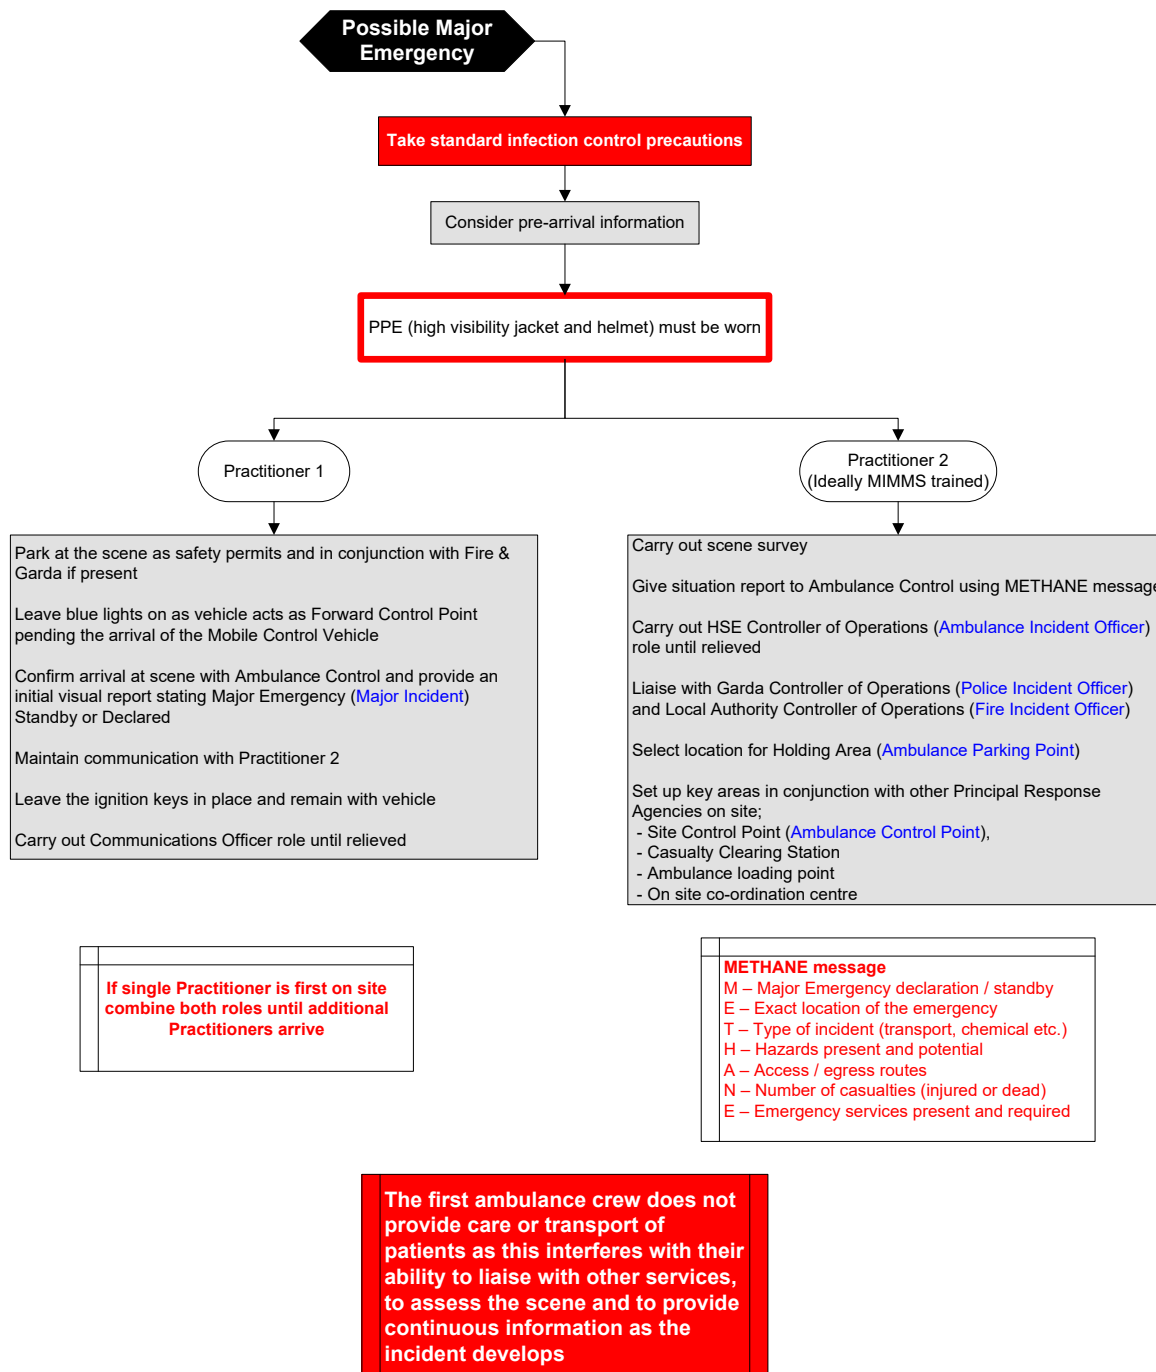 Possible Major
Emergency
Take standard infection control precautions
Consider pre-arrival information
PPE (high visibility jacket and helmet) must be worn
Practitioner 1
Practitioner 2
(Ideally MIMMS trained)
Park at the scene as safety permits and in conjunction with Fire &
Garda if present
Leave blue lights on as vehicle acts as Forward Control Point
pending the arrival of the Mobile Control Vehicle
Confirm arrival at scene with Ambulance Control and provide an
initial visual report stating Major Emergency (Major Incident)
Standby or Declared
Maintain communication with Practitioner 2
Leave the ignition keys in place and remain with vehicle
Carry out Communications Officer role until relieved
Carry out scene survey
Give situation report to Ambulance Control using METHANE message
Carry out HSE Controller of Operations (Ambulance Incident Officer)
role until relieved
Liaise with Garda Controller of Operations (Police Incident Officer)
and Local Authority Controller of Operations (Fire Incident Officer)
Select location for Holding Area (Ambulance Parking Point)
Set up key areas in conjunction with other Principal Response
Agencies on site;
- Site Control Point (Ambulance Control Point),
- Casualty Clearing Station
- Ambulance loading point
- On site co-ordination centre
If single Practitioner is first on site
combine both roles until additional
Practitioners arrive
METHANE message
M – Major Emergency declaration / standby
E – Exact location of the emergency
T – Type of incident (transport, chemical etc.)
H – Hazards present and potential
A – Access / egress routes
N – Number of casualties (injured or dead)
E – Emergency services present and required
The first ambulance crew does not
provide care or transport of
patients as this interferes with their
ability to liaise with other services,
to assess the scene and to provide
continuous information as the
incident develops